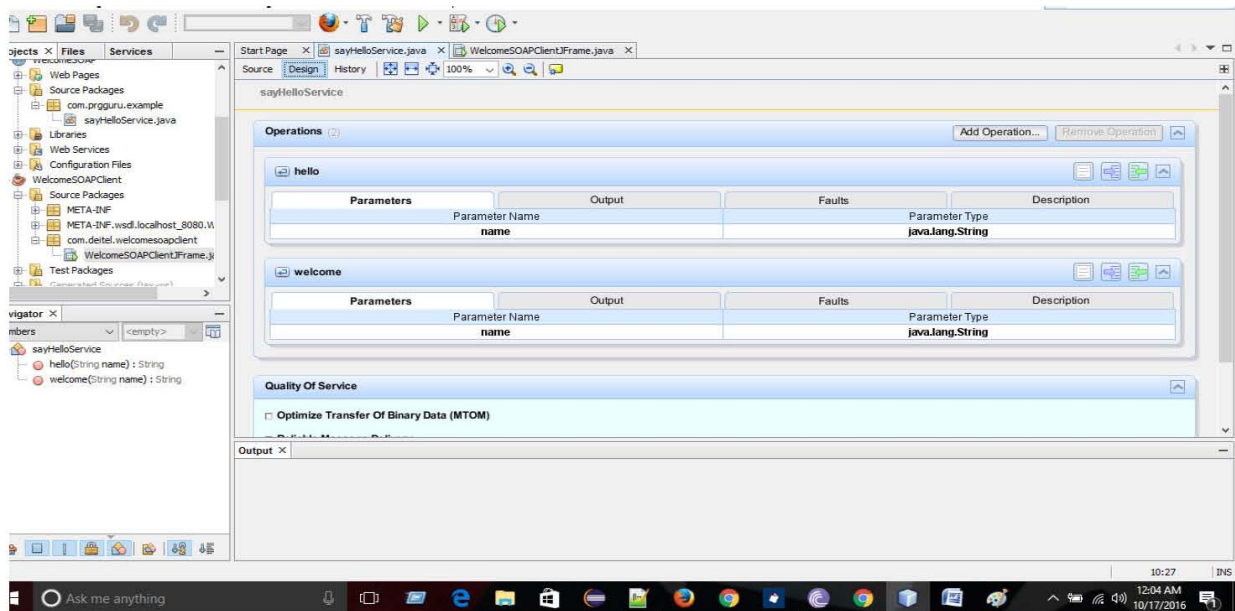 ojects × Files Services
WelcomeSOAP
Web Pages
Source Packages
com.prgguru.example
sayHelloService.java
Libraries
Web Services
Configuration Files
WelcomeSOAPClient
Source Packages
META-INF
META-INF.wsdl.localhost_8080.W
com.deitel.welcomesoapclient
WelcomeSOAPClientJFrame.ja
Test Packages
Generated Sources (jax-ws)
vigator ×
mbers <empty>
sayHelloService
hello(String name) : String
welcome(String name) : String
Start Page × sayHelloService.java × WelcomeSOAPClientJFrame.java ×
Source Design History 100%
sayHelloService
Operations (2) Add Operation... Remove Operation
hello
Parameters Output Faults Description
Parameter Name Parameter Type
name java.lang.String
welcome
Parameters Output Faults Description
Parameter Name Parameter Type
name java.lang.String
Quality Of Service
Optimize Transfer Of Binary Data (MTOM)
Output ×
10:27 INS
Ask me anything
12:04 AM
10/17/2016